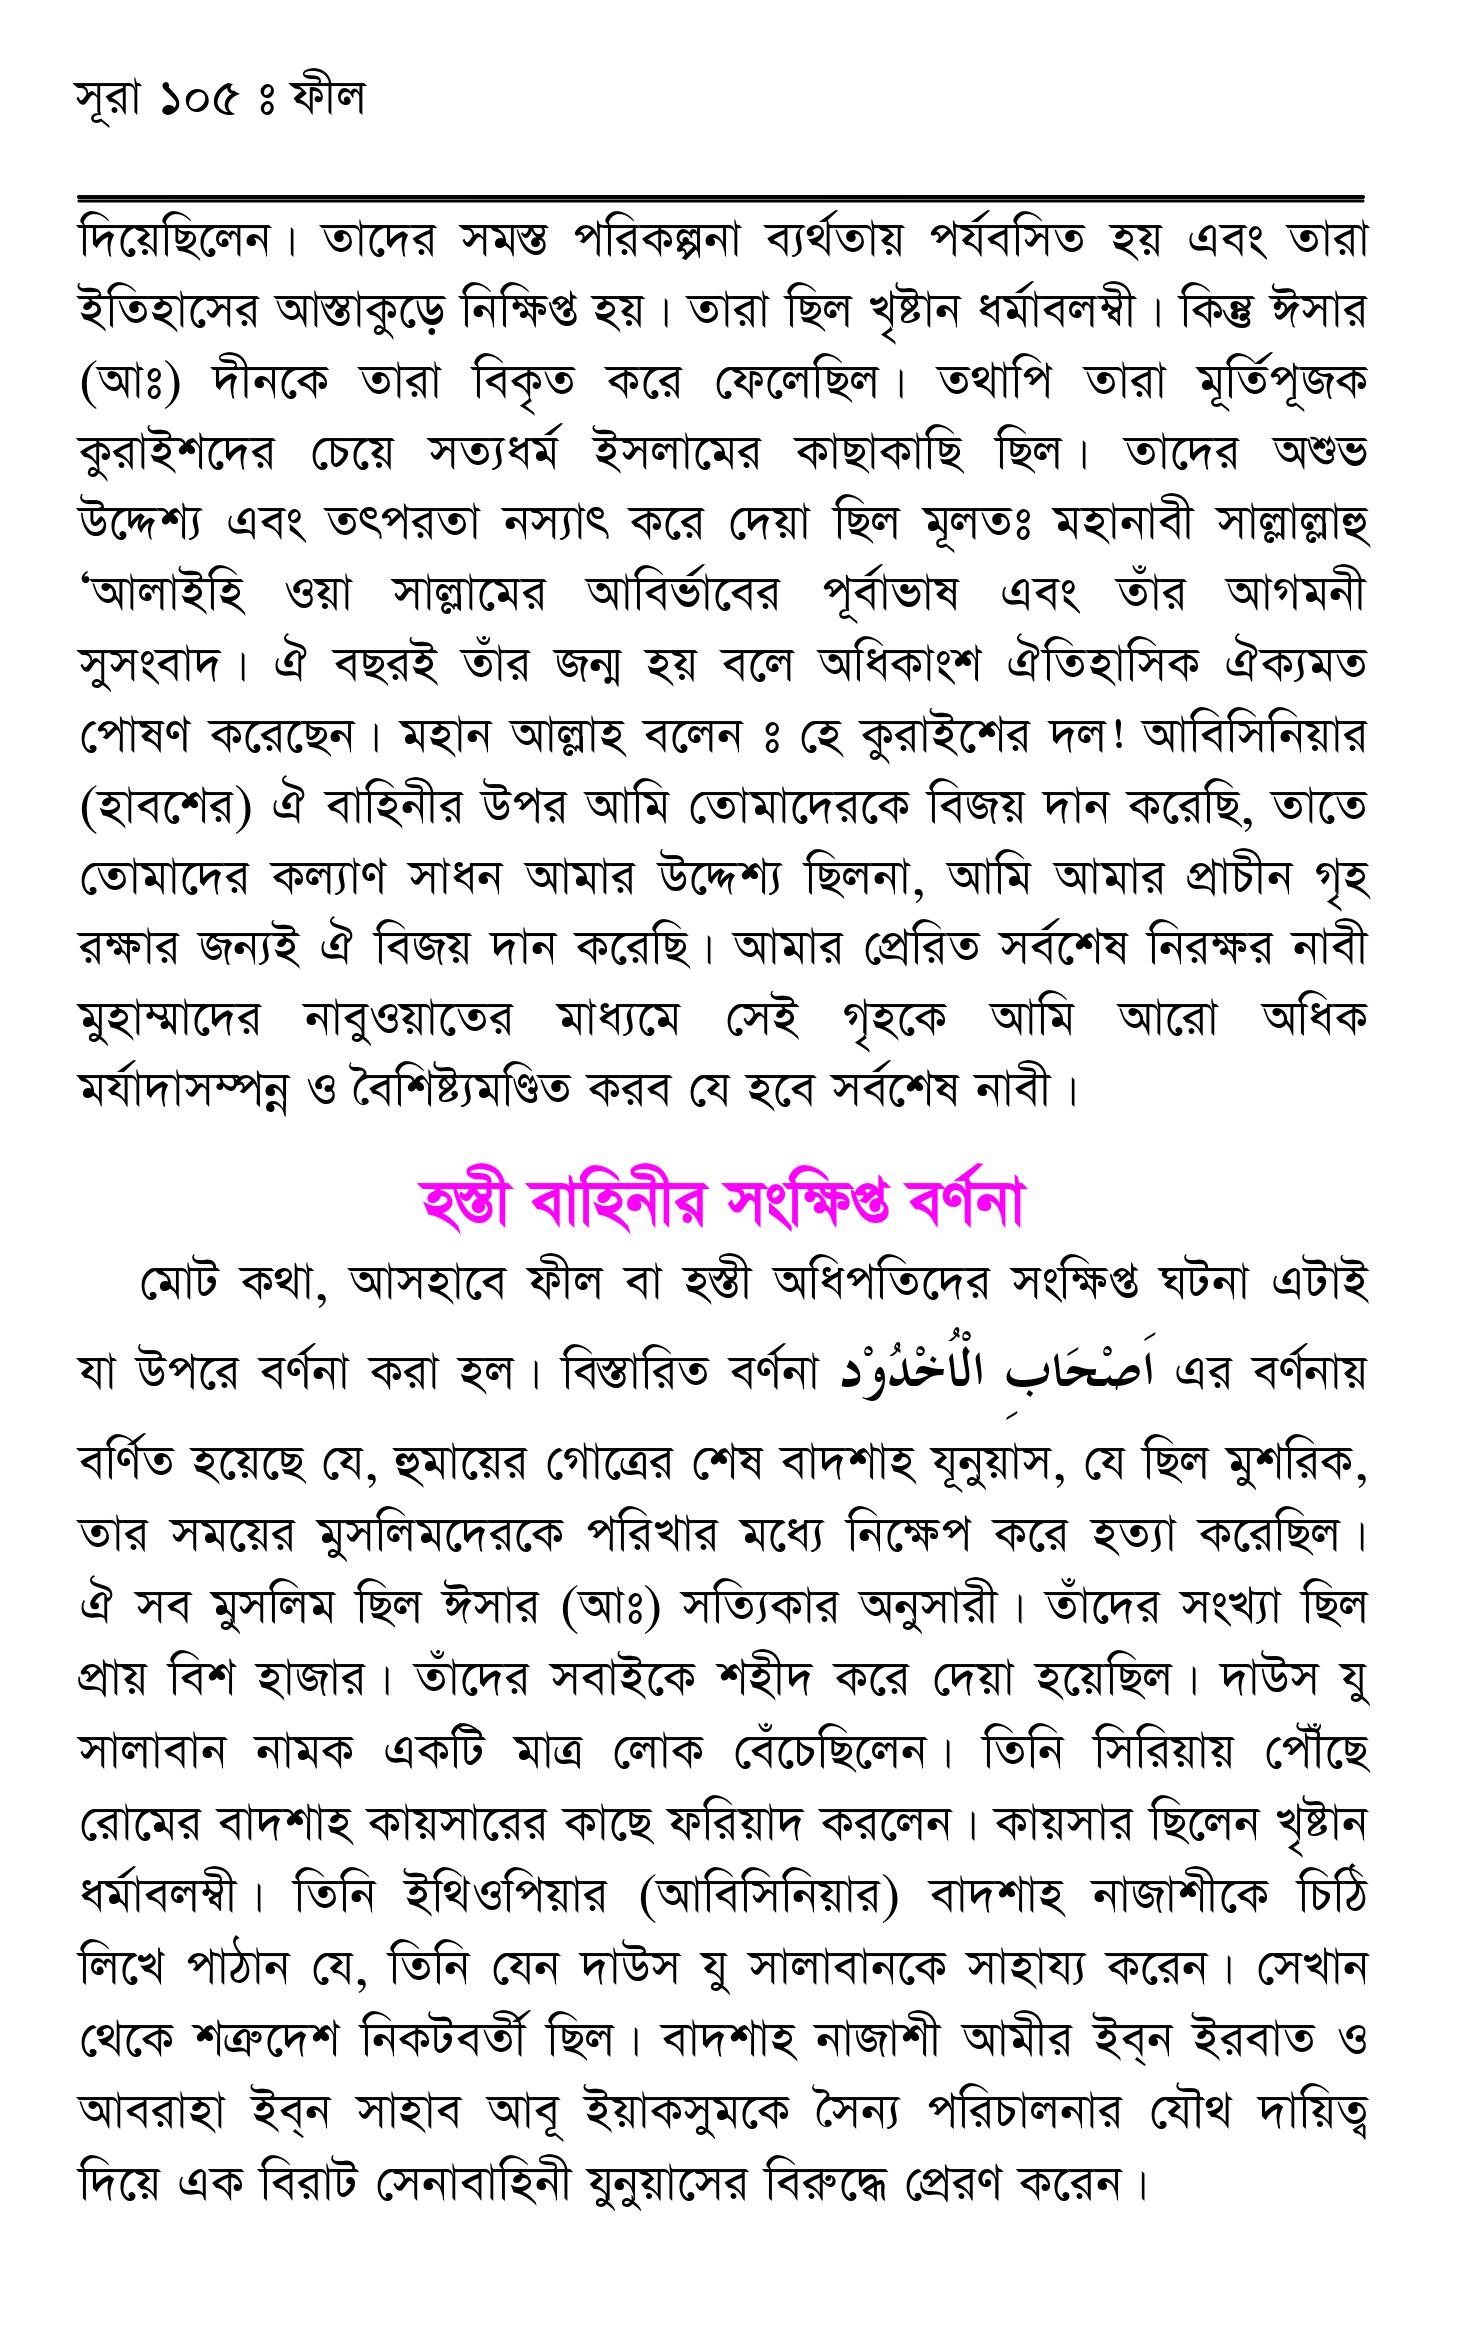 সূরা ১০৫ ঃ ফীল
দিয়েছিলেন। তাদের সমস্ত পরিকল্পনা ব্যর্থতায় পর্যবসিত হয় এবং তারা
ইতিহাসের আস্তাকুড়ে নিক্ষিপ্ত হয়। তারা ছিল খৃষ্টান ধর্মাবলম্বী। কিন্তু ঈসার
(আঃ) দীনকে তারা বিকৃত করে ফেলেছিল। তথাপি তারা মূর্তিপূজক
কুরাইশদের চেয়ে সত্যধর্ম ইসলামের কাছাকাছি ছিল। তাদের অশুভ
উদ্দেশ্য এবং তৎপরতা নস্যাৎ করে দেয়া ছিল মূলতঃ মহানাবী সাল্লাল্লাহু
‘আলাইহি ওয়া সাল্লামের আবির্ভাবের পূর্বাভাষ এবং তাঁর আগমনী
সুসংবাদ। ঐ বছরই তাঁর জন্ম হয় বলে অধিকাংশ ঐতিহাসিক ঐক্যমত
পোষণ করেছেন। মহান আল্লাহ বলেন ঃ হে কুরাইশের দল! আবিসিনিয়ার
(হাবশের) ঐ বাহিনীর উপর আমি তোমাদেরকে বিজয় দান করেছি, তাতে
তোমাদের কল্যাণ সাধন আমার উদ্দেশ্য ছিলনা, আমি আমার প্রাচীন গৃহ
রক্ষার জন্যই ঐ বিজয় দান করেছি। আমার প্রেরিত সর্বশেষ নিরক্ষর নাবী
মুহাম্মাদের নাবুওয়াতের মাধ্যমে সেই গৃহকে আমি আরো অধিক
মর্যাদাসম্পন্ন ও বৈশিষ্ট্যমণ্ডিত করব যে হবে সর্বশেষ নাবী।
হস্তী বাহিনীর সংক্ষিপ্ত বর্ণনা
মোট কথা, আসহাবে ফীল বা হস্তী অধিপতিদের সংক্ষিপ্ত ঘটনা এটাই
যা উপরে বর্ণনা করা হল। বিস্তারিত বর্ণনা اَصْحَابِ الْاُخْدُوْدِ এর বর্ণনায়
বর্ণিত হয়েছে যে, হুমায়ের গোত্রের শেষ বাদশাহ যূনুয়াস, যে ছিল মুশরিক,
তার সময়ের মুসলিমদেরকে পরিখার মধ্যে নিক্ষেপ করে হত্যা করেছিল।
ঐ সব মুসলিম ছিল ঈসার (আঃ) সত্যিকার অনুসারী। তাঁদের সংখ্যা ছিল
প্রায় বিশ হাজার। তাঁদের সবাইকে শহীদ করে দেয়া হয়েছিল। দাউস যু
সালাবান নামক একটি মাত্র লোক বেঁচেছিলেন। তিনি সিরিয়ায় পৌঁছে
রোমের বাদশাহ কায়সারের কাছে ফরিয়াদ করলেন। কায়সার ছিলেন খৃষ্টান
ধর্মাবলম্বী। তিনি ইথিওপিয়ার (আবিসিনিয়ার) বাদশাহ নাজাশীকে চিঠি
লিখে পাঠান যে, তিনি যেন দাউস যু সালাবানকে সাহায্য করেন। সেখান
থেকে শত্রুদেশ নিকটবর্তী ছিল। বাদশাহ নাজাশী আমীর ইব্‌ন ইরবাত ও
আবরাহা ইব্‌ন সাহাব আবূ ইয়াকসুমকে সৈন্য পরিচালনার যৌথ দায়িত্ব
দিয়ে এক বিরাট সেনাবাহিনী যুনুয়াসের বিরুদ্ধে প্রেরণ করেন।